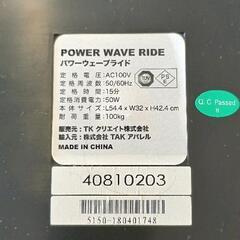 POWER WAVE RIDE
パワーウェーブライド
定格電圧:AC100V
定格周波数:50/60Hz
定格時間:15分
定格消費電力:50W
本体サイズ:L54.4 x W32 x H42.4 cm
耐荷重量:100kg
販売元:TK クリエイト株式会社
輸入元:株式会社 TAK アパレル
MADE IN CHINA
TUV
PSE
Q.C Passed
40810203
5150-180401748